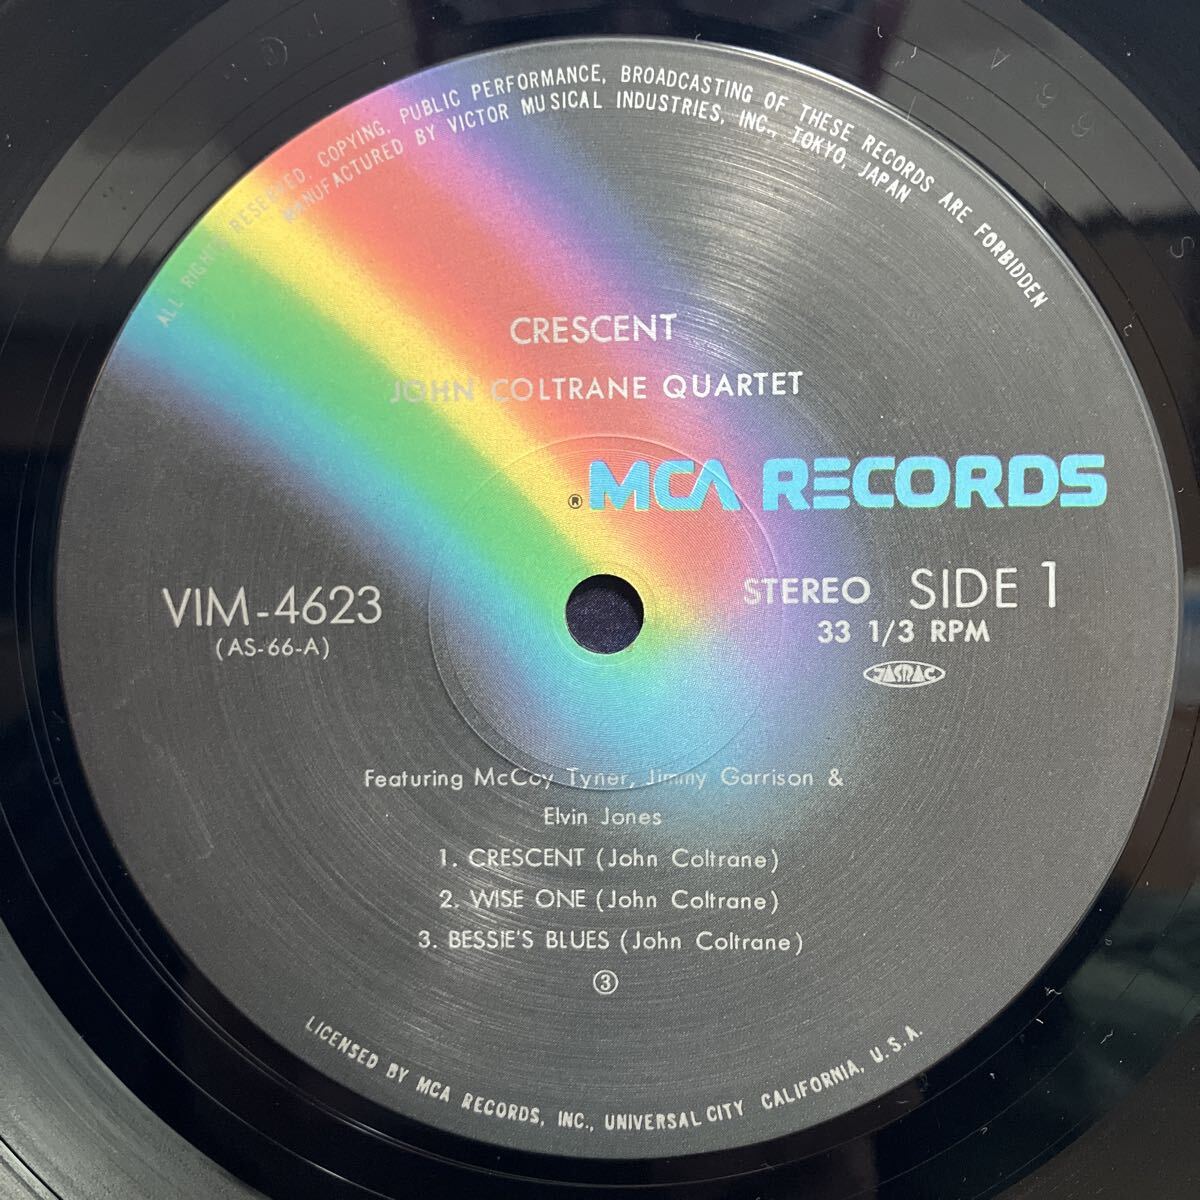 ALL RIGHTS RESERVED. COPYING, PUBLIC PERFORMANCE, BROADCASTING OF THESE RECORDS ARE FORBIDDEN
MANUFACTURED BY VICTOR MUSICAL INDUSTRIES, INC., TOKYO, JAPAN
CRESCENT
JOHN COLTRANE QUARTET
® MCA RECORDS
VIM-4623
(AS-66-A)
STEREO SIDE 1
33 1/3 RPM
JASRAC
Featuring McCoy Tyner, Jimmy Garrison &
Elvin Jones
1. CRESCENT (John Coltrane)
2. WISE ONE (John Coltrane)
3. BESSIE'S BLUES (John Coltrane)
③
LICENSED BY MCA RECORDS, INC., UNIVERSAL CITY CALIFORNIA, U.S.A.